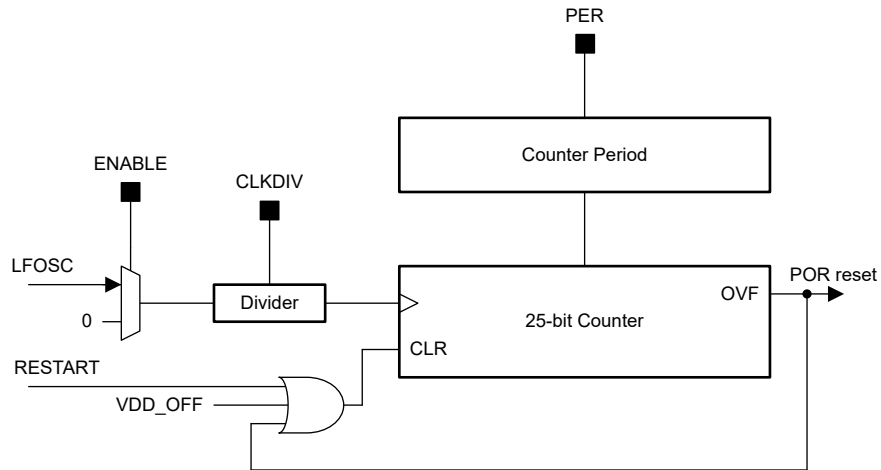 PER
Counter Period
ENABLE
CLKDIV
LFOSC
0
Divider
25-bit Counter
OVF
POR reset
CLR
RESTART
VDD_OFF